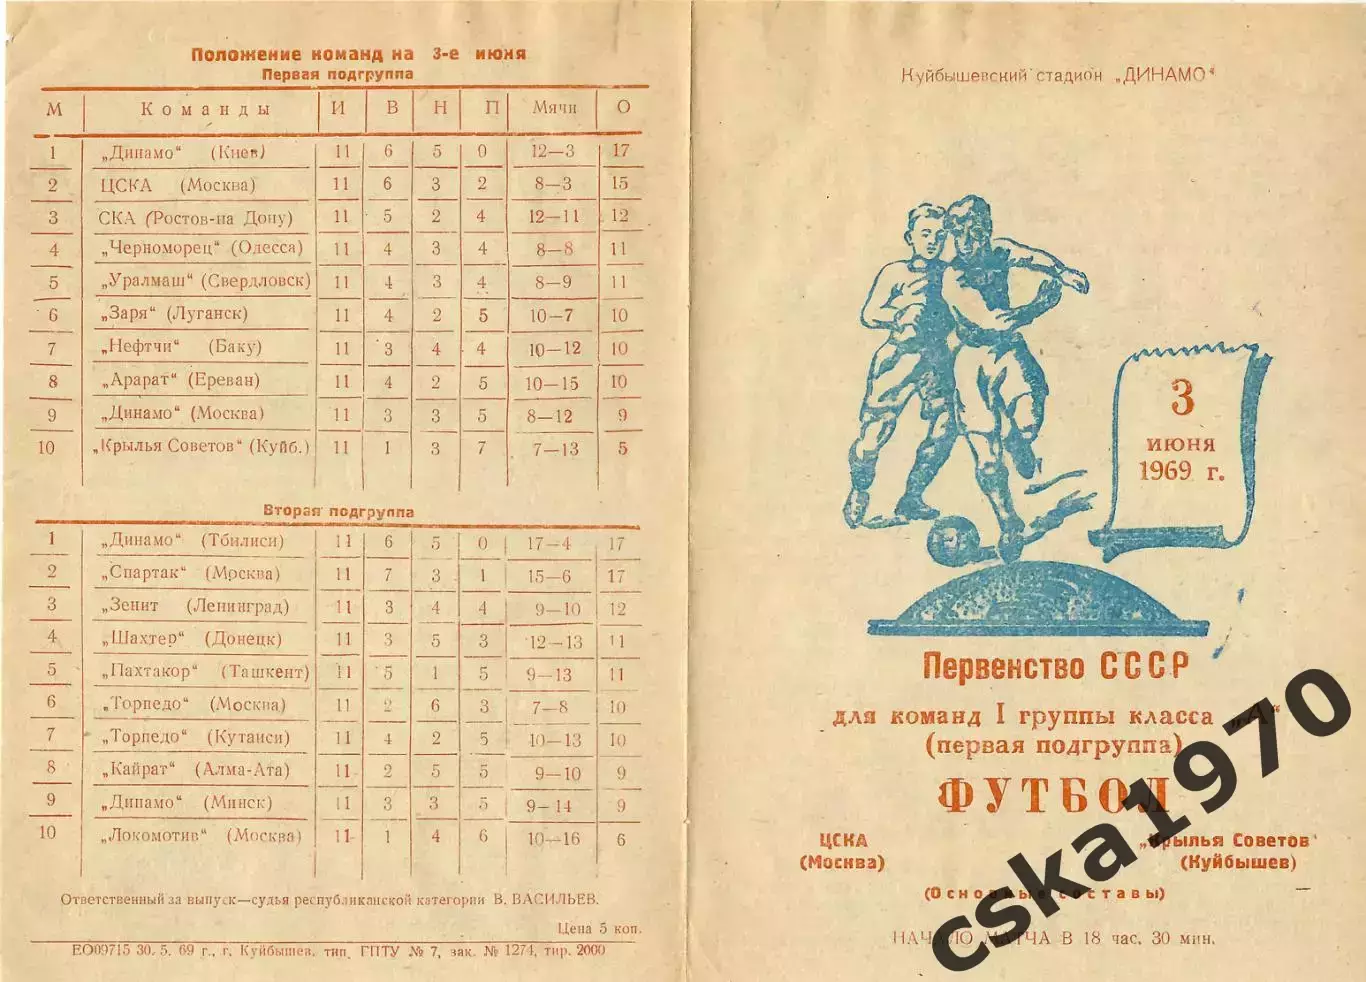 Положение команд на 3-е июня
Первая подгруппа
М Команды И В Н П Мячи О
1 „Динамо“ (Киев) 11 6 5 0 12—3 17
2 ЦСКА (Москва) 11 6 3 2 8—3 15
3 СКА (Ростов-на Дону) 11 5 2 4 12—11 12
4 „Черноморец“ (Одесса) 11 4 3 4 8—8 11
5 „Уралмаш“ (Свердловск) 11 4 3 4 8—9 11
6 „Заря“ (Луганск) 11 4 2 5 10—7 10
7 „Нефтчи“ (Баку) 11 3 4 4 10—12 10
8 „Арарат“ (Ереван) 11 4 2 5 10—15 10
9 „Динамо“ (Москва) 11 3 3 5 8—12 9
10 „Крылья Советов“ (Куйб.) 11 1 3 7 7—13 5
Вторая подгруппа
1 „Динамо“ (Тбилиси) 11 6 5 0 17—4 17
2 „Спартак“ (Москва) 11 7 3 1 15—6 17
3 „Зенит (Ленинград) 11 3 4 4 9—10 12
4 „Шахтер“ (Донецк) 11 3 5 3 12—13 11
5 „Пахтакор“ (Ташкент) 11 5 1 5 9—13 11
6 „Торпедо“ (Москва) 11 2 6 3 7—8 10
7 „Торпедо“ (Кутаиси) 11 4 2 5 10—13 10
8 „Кайрат“ (Алма-Ата) 11 2 5 5 9—10 9
9 „Динамо“ (Минск) 11 3 3 5 9—14 9
10 „Локомотив“ (Москва) 11 1 4 6 10—16 6
Ответственный за выпуск—судья республиканской категории В. ВАСИЛЬЕВ.
Цена 5 коп.
ЕО09715 30. 5. 69 г., г. Куйбышев, тип. ГПТУ № 7, зак. № 1274, тир. 2000
Куйбышевский стадион „ДИНАМО“
3
июня
1969 г.
Первенство СССР
для команд I группы класса „А“
(первая подгруппа)
ФУТБОЛ
ЦСКА „Крылья Советов“
(Москва) (Куйбышев)
(Основные составы)
НАЧАЛО МАТЧА В 18 час. 30 мин.
cska1970